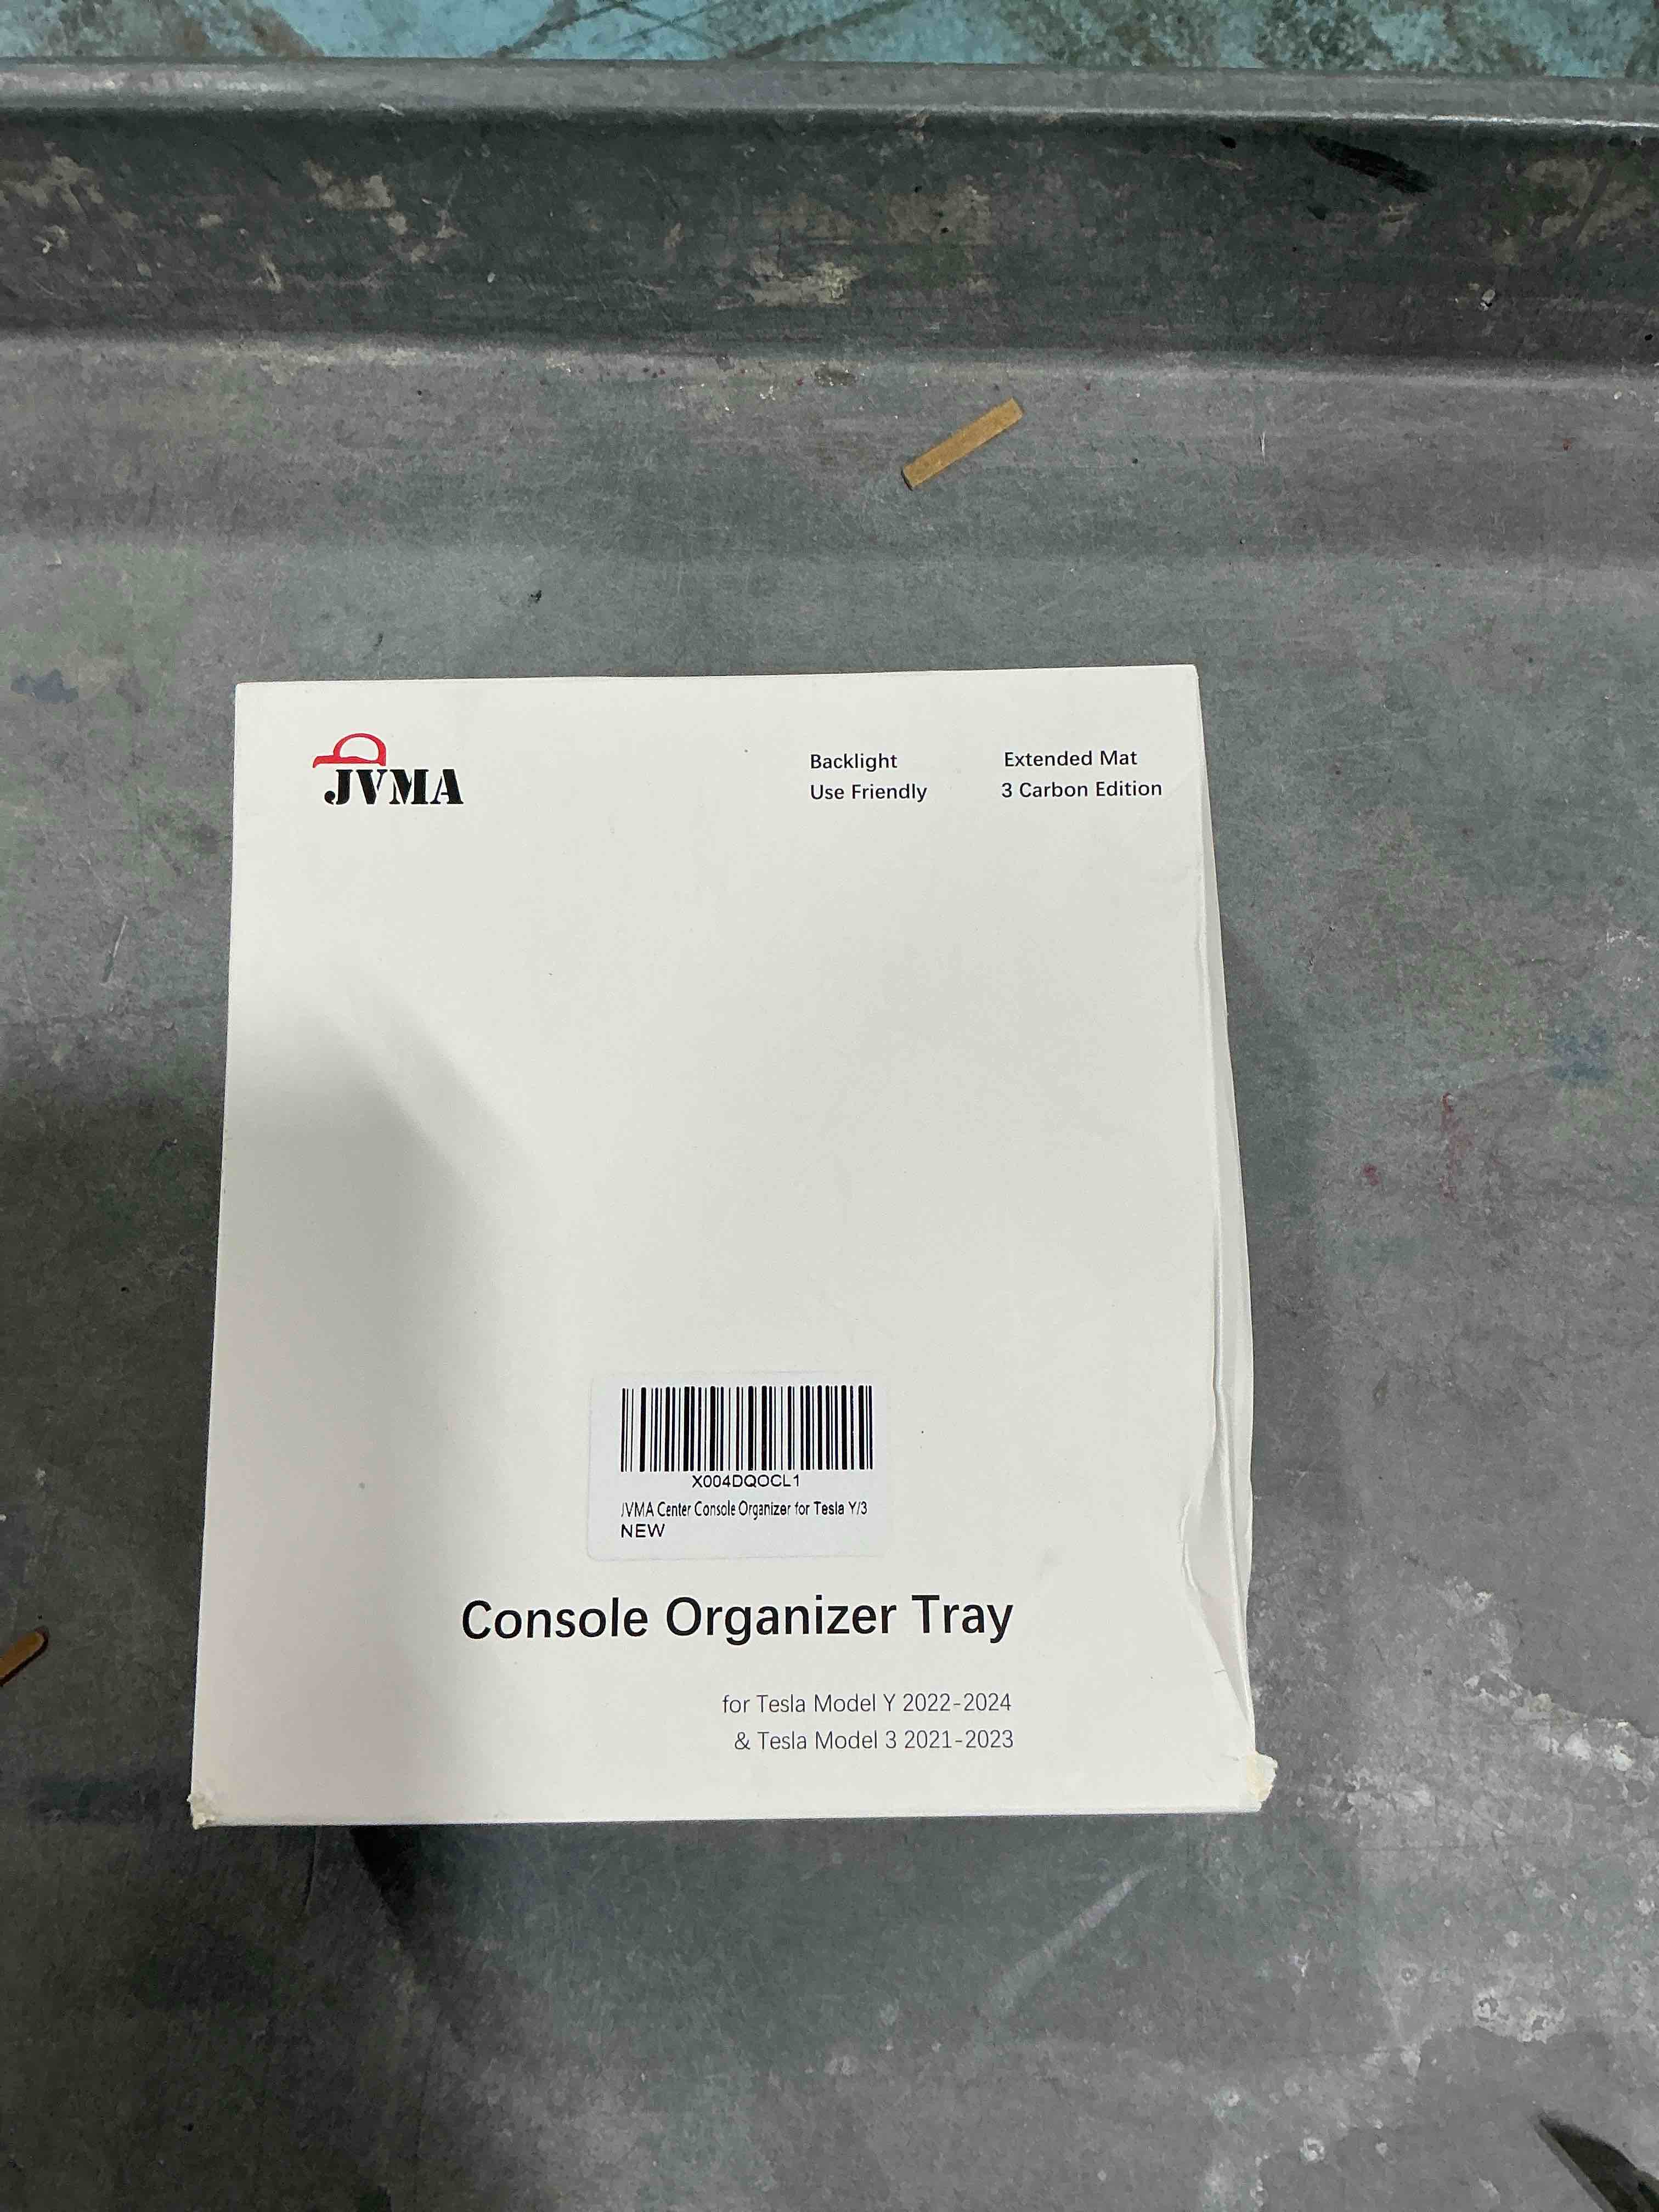 JVMA
Backlight
Use Friendly
Extended Mat
3 Carbon Edition
X004DQOCL1
JVMA Center Console Organizer for Tesla Y/3
NEW
Console Organizer Tray
for Tesla Model Y 2022-2024
& Tesla Model 3 2021-2023